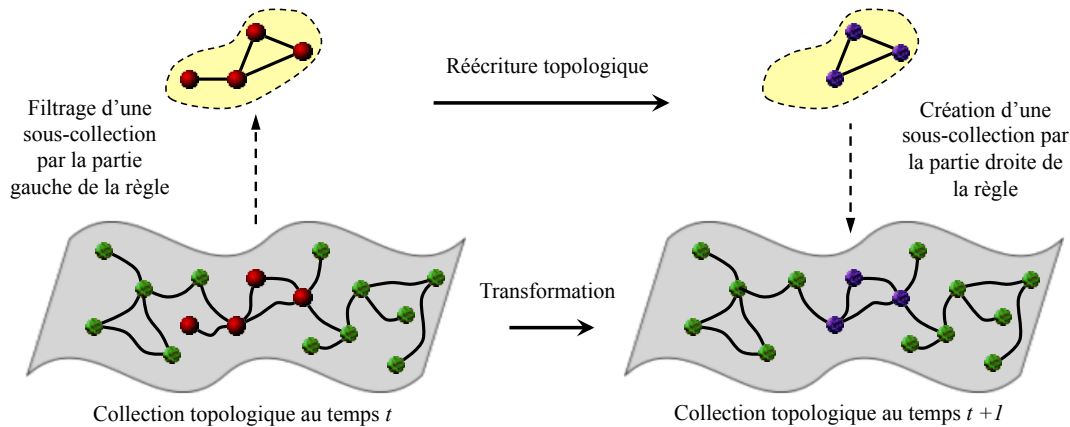 Réécriture topologique
Filtrage d’une
sous-collection
par la partie
gauche de la règle
Création d’une
sous-collection par
la partie droite de
la règle
Transformation
Collection topologique au temps t
Collection topologique au temps t +1